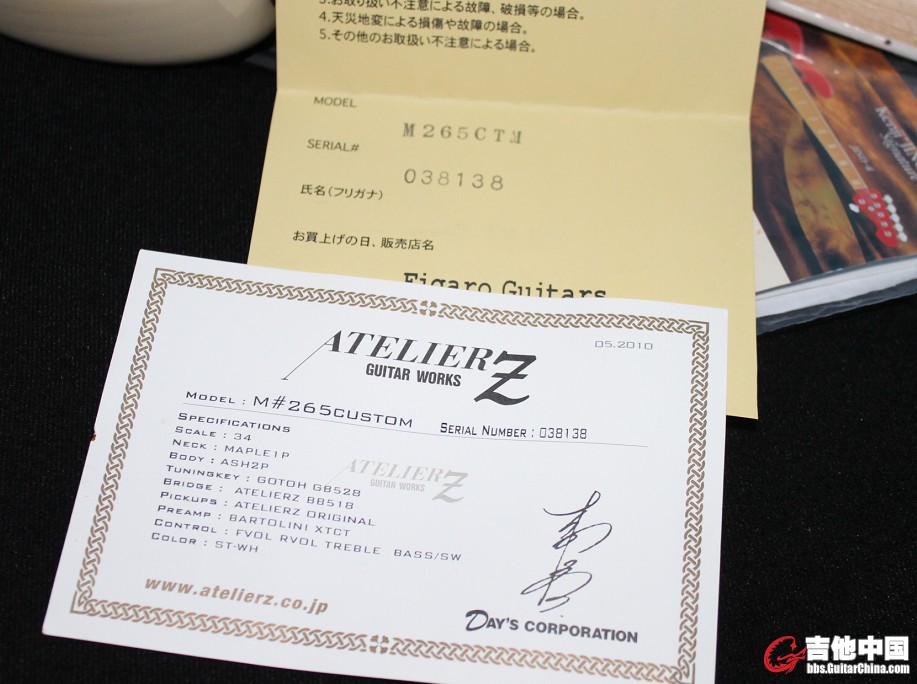 3.お取り扱い不注意による故障、破損等の場合。
4.天災地変による損傷や故障の場合。
5.その他のお取扱い不注意による場合。
MODEL M265CTM
SERIAL# 038138
氏名(フリガナ)
お買上げの日、販売店名
Figaro Guitars
ATELIER Z
GUITAR WORKS
05.2010
MODEL : M#265CUSTOM SERIAL NUMBER : 038138
SPECIFICATIONS
SCALE : 34
NECK : MAPLE1P
BODY : ASH2P
TUNINGKEY : GOTOH GB528
BRIDGE : ATELIERZ BB518
PICKUPS : ATELIERZ ORIGINAL
PREAMP : BARTOLINI XTCT
CONTROL : FVOL RVOL TREBLE BASS/SW
COLOR : ST-WH
ATELIER Z
GUITAR WORKS
www.atelierz.co.jp
DAY'S CORPORATION
Signature
吉他中国
bbs.GuitarChina.com